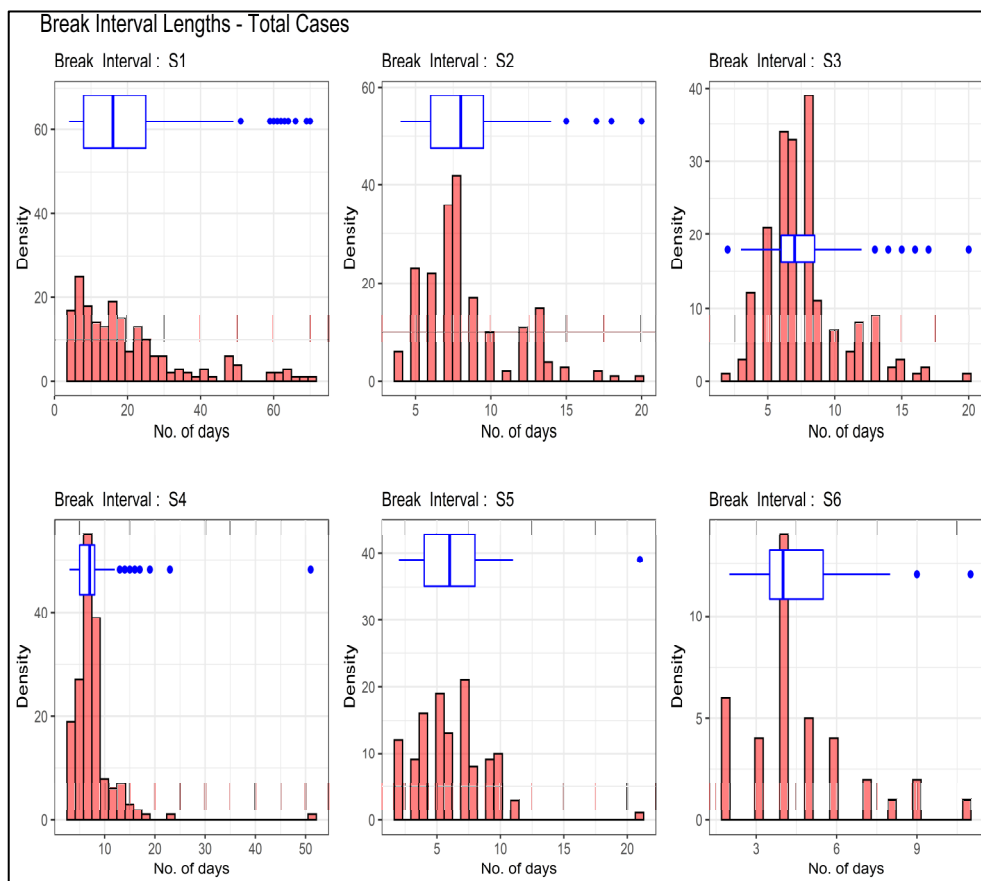 Break Interval Lengths - Total Cases
Break Interval : S1
Density
60
40
20
0
0 20 40 60
No. of days
Break Interval : S2
Density
60
40
20
0
5 10 15 20
No. of days
Break Interval : S3
Density
40
30
20
10
0
5 10 15 20
No. of days
Break Interval : S4
Density
40
20
0
10 20 30 40 50
No. of days
Break Interval : S5
Density
40
30
20
10
0
5 10 15 20
No. of days
Break Interval : S6
Density
10
5
0
3 6 9
No. of days